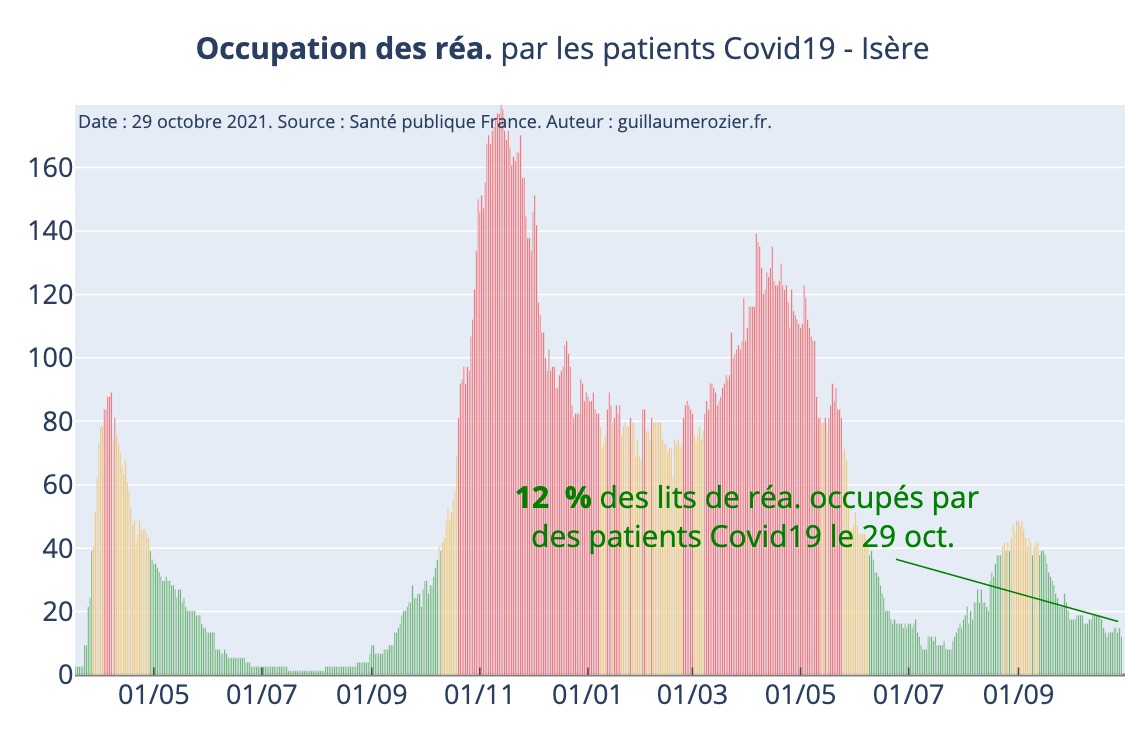 Occupation des réa. par les patients Covid19 - Isère
Date : 29 octobre 2021. Source : Santé publique France. Auteur : guillaumerozier.fr.
160
140
120
100
80
60
40
20
0
12 % des lits de réa. occupés par
des patients Covid19 le 29 oct.
01/05 01/07 01/09 01/11 01/01 01/03 01/05 01/07 01/09